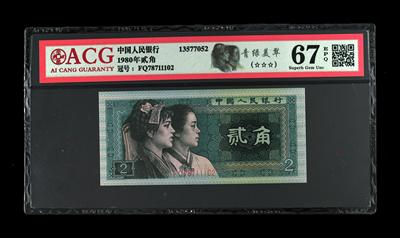 ACG
AI CANG GUARANTY
中国人民银行 13577052
1980年贰角
冠号:FQ78711102
青绿美翠
(☆☆☆)
67 EPQ
Superb Gem Unc
中国人民银行
贰角
2
2
FQ78711102